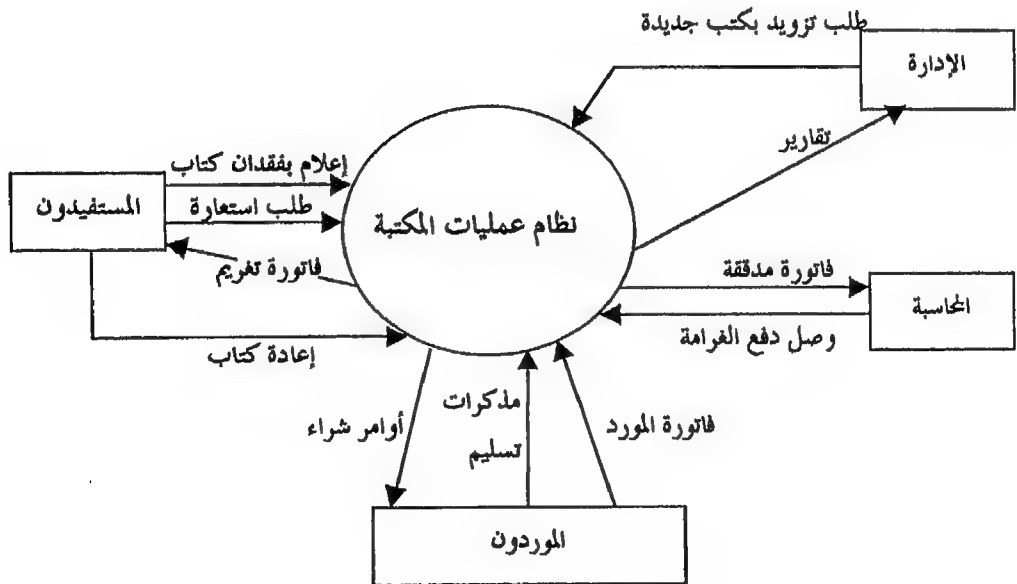 طلب تزويد بكتب جديدة
الإدارة
تقارير
إعلام بفقدان كتاب
المستفيدون
طلب استعارة
نظام عمليات المكتبة
فاتورة تغريم
فاتورة مدققة
المحاسبة
وصل دفع الغرامة
إعادة كتاب
أوامر شراء
مذكرات
تسليم
فاتورة المورد
الموردون